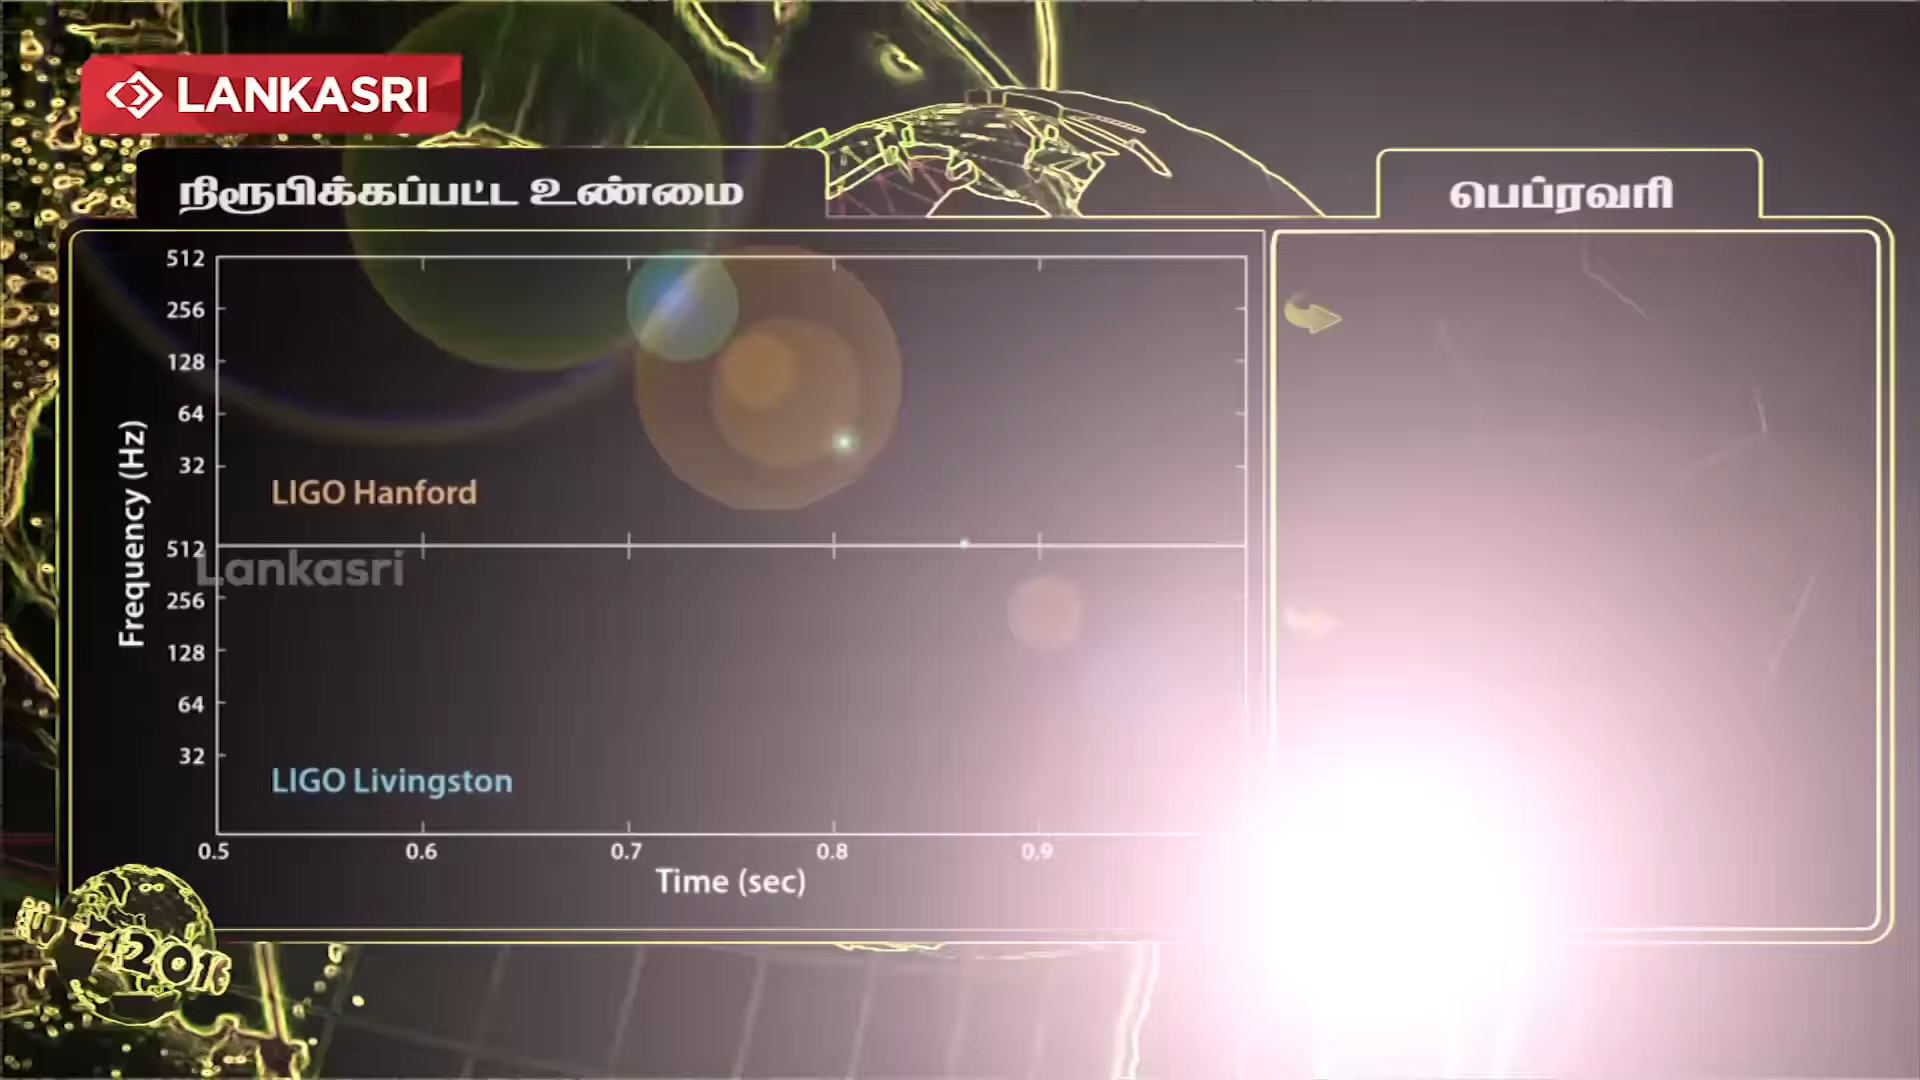 LANKASRI
நிரூபிக்கப்பட்ட உண்மை
பெப்ரவரி
512
256
128
64
32
LIGO Hanford
Frequency (Hz)
512
Lankasri
256
128
64
32
LIGO Livingston
0.5 0.6 0.7 0.8 0.9
Time (sec)
2016